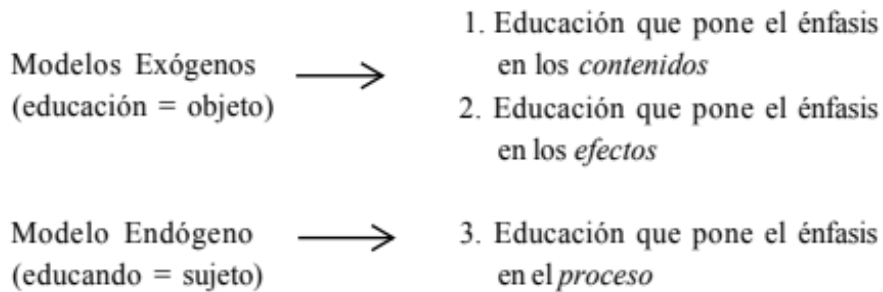 1. Educación que pone el énfasis
Modelos Exógenos ⟶ en los contenidos
(educación = objeto) 2. Educación que pone el énfasis
en los efectos
Modelo Endógeno ⟶ 3. Educación que pone el énfasis
(educando = sujeto) en el proceso